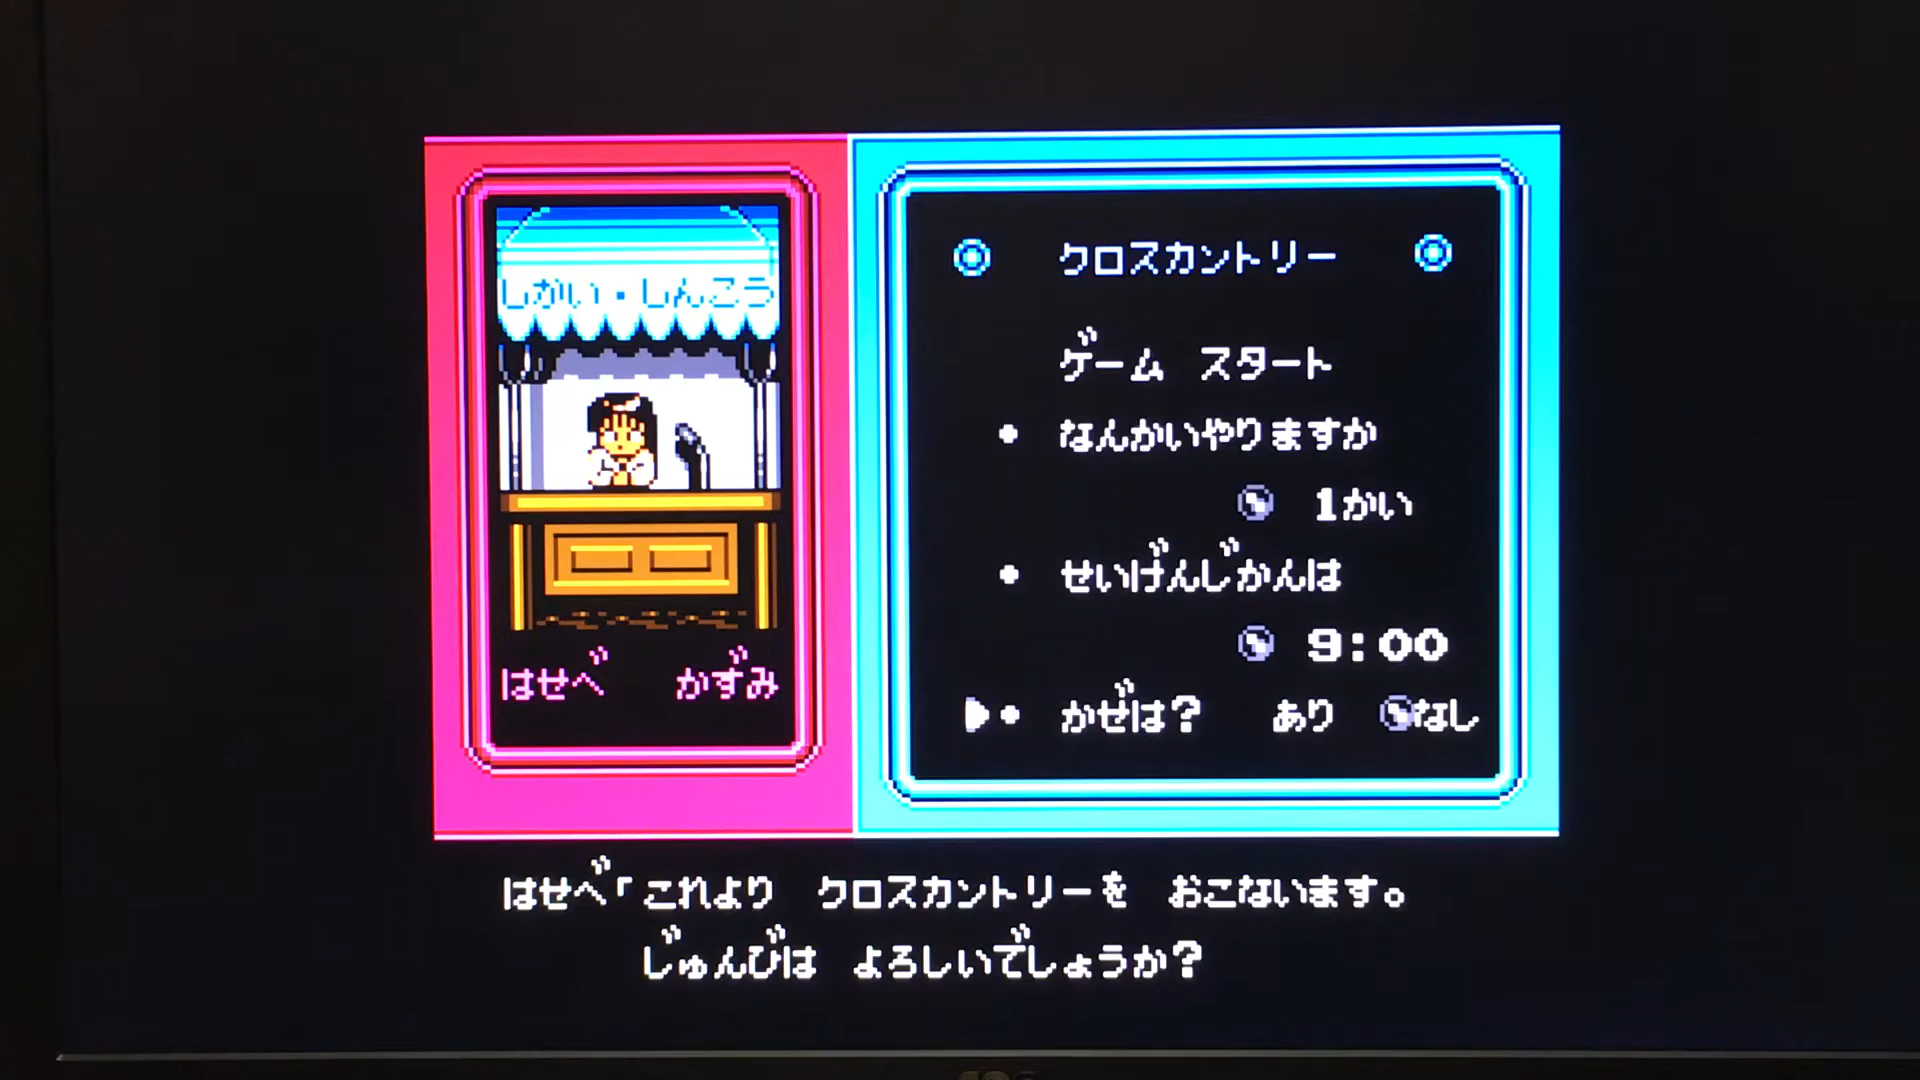 しかい・しんこう
はせべ　かずみ
クロスカントリー
ゲーム　スタート
・なんかいやりますか
1かい
・せいげんじかんは
9:00
▶・かぜは？　あり　なし
はせべ「これより　クロスカントリーを　おこないます。
じゅんびは　よろしいでしょうか？